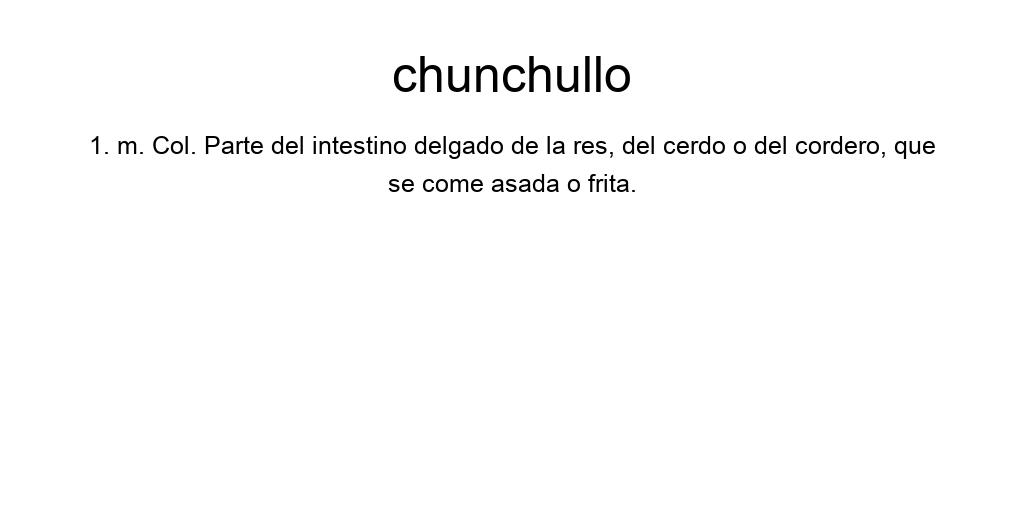 chunchullo
1. m. Col. Parte del intestino delgado de la res, del cerdo o del cordero, que
se come asada o frita.